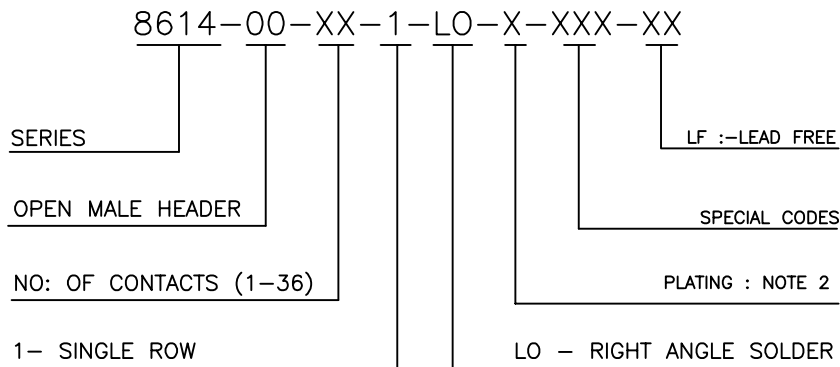 8614-00-XX-1-LO-X-XXX-XX
SERIES
LF :-LEAD FREE
OPEN MALE HEADER
SPECIAL CODES
NO: OF CONTACTS (1-36)
PLATING : NOTE 2
1- SINGLE ROW
LO - RIGHT ANGLE SOLDER